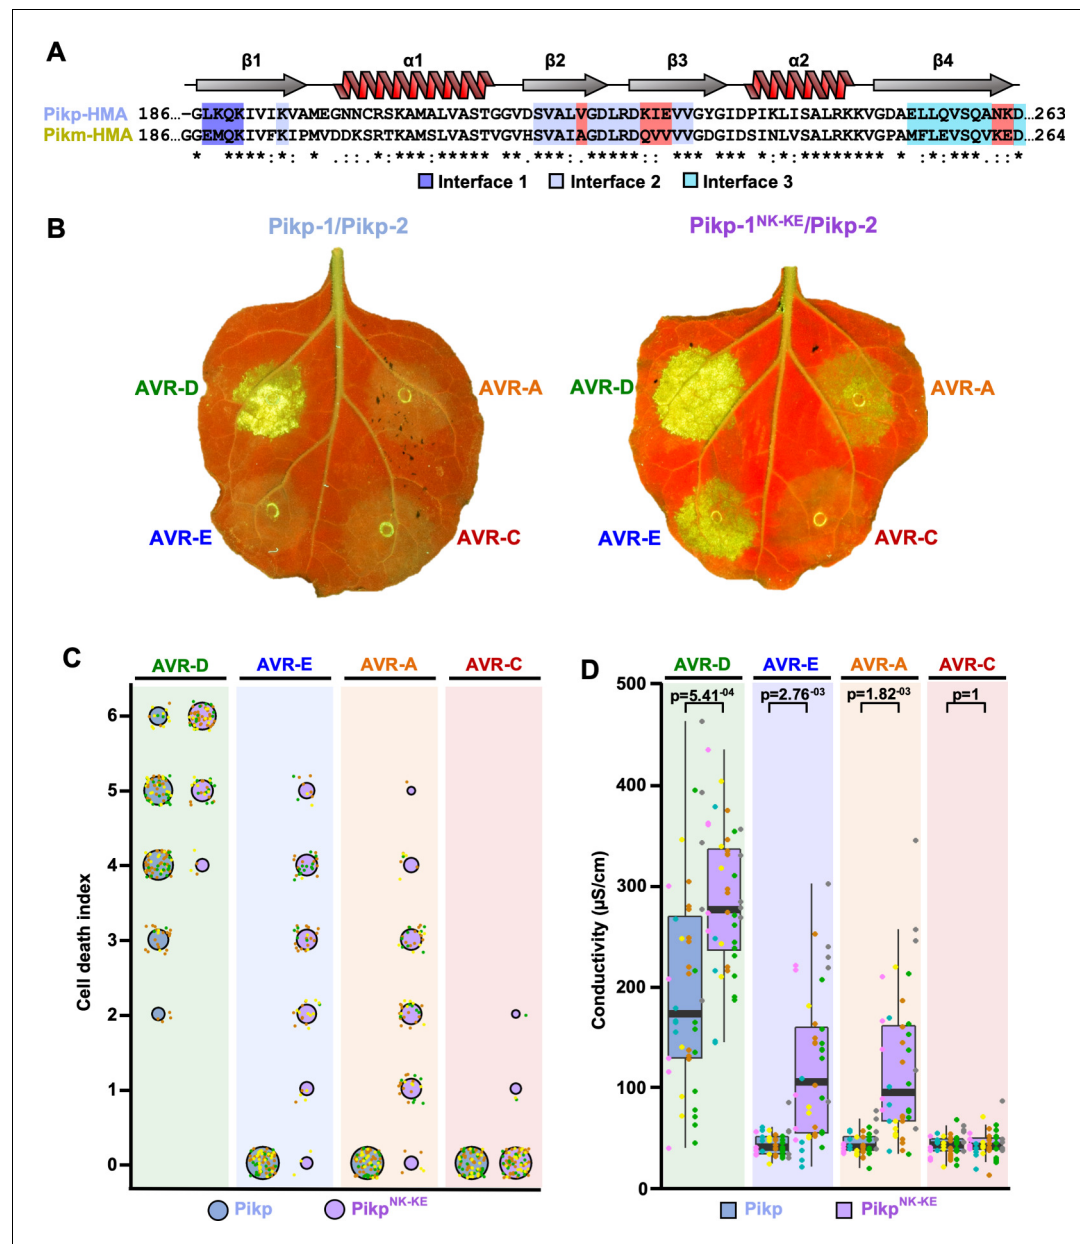 A
β1 α1 β2 β3 α2 β4
Pikp-HMA 186...-GLKQKIVIKVAMEGNNCRSKAMALVASTGGVDSVALVGDLRDKIEVVGYGIDPIKLISALRKKVGDAELLQVSQANKD...263
Pikm-HMA 186...GGEMQKIVFKIPMVDDKSRTKAMSLVASTVGVHSVAIAGDLRDQVVVVGDGIDSINLVSALRKKVGPAMFLEVSQVKED...264
Interface 1 Interface 2 Interface 3
B
Pikp-1/Pikp-2 Pikp-1NK-KE/Pikp-2
AVR-D AVR-A AVR-D AVR-A
AVR-E AVR-C AVR-E AVR-C
C
AVR-D AVR-E AVR-A AVR-C
Cell death index
6
5
4
3
2
1
0
Pikp PikpNK-KE
D
AVR-D AVR-E AVR-A AVR-C
p=5.41-04 p=2.76-03 p=1.82-03 p=1
Conductivity (µS/cm)
500
400
300
200
100
0
Pikp PikpNK-KE